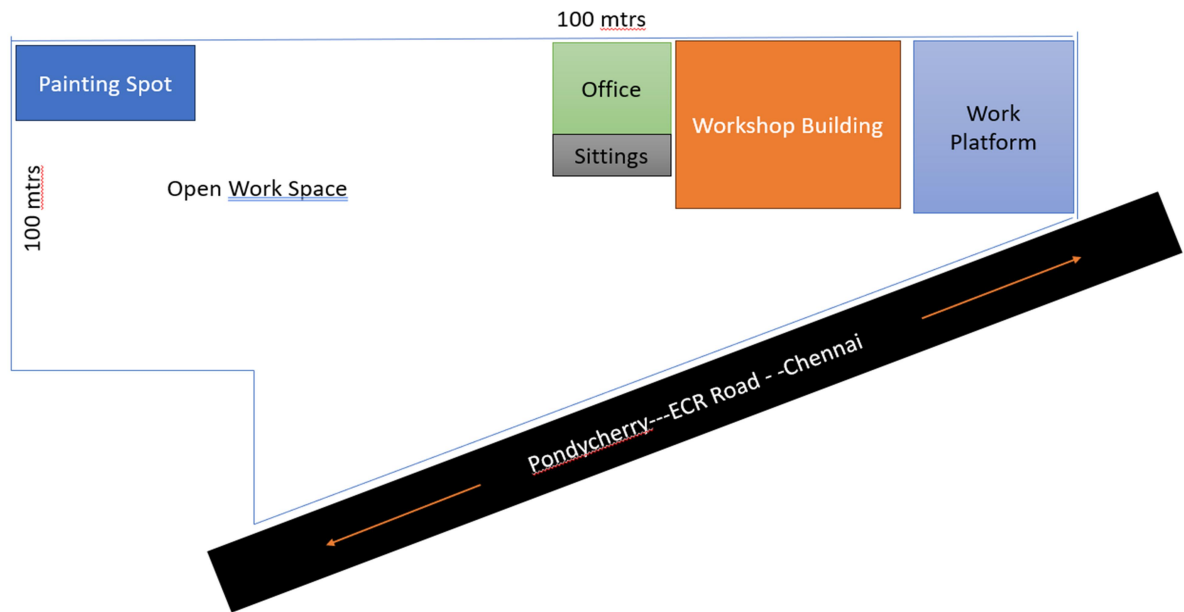 100 mtrs
Painting Spot
Office
Workshop Building
Work
Platform
Sittings
100 mtrs
Open Work Space
Pondycherry---ECR Road - -Chennai